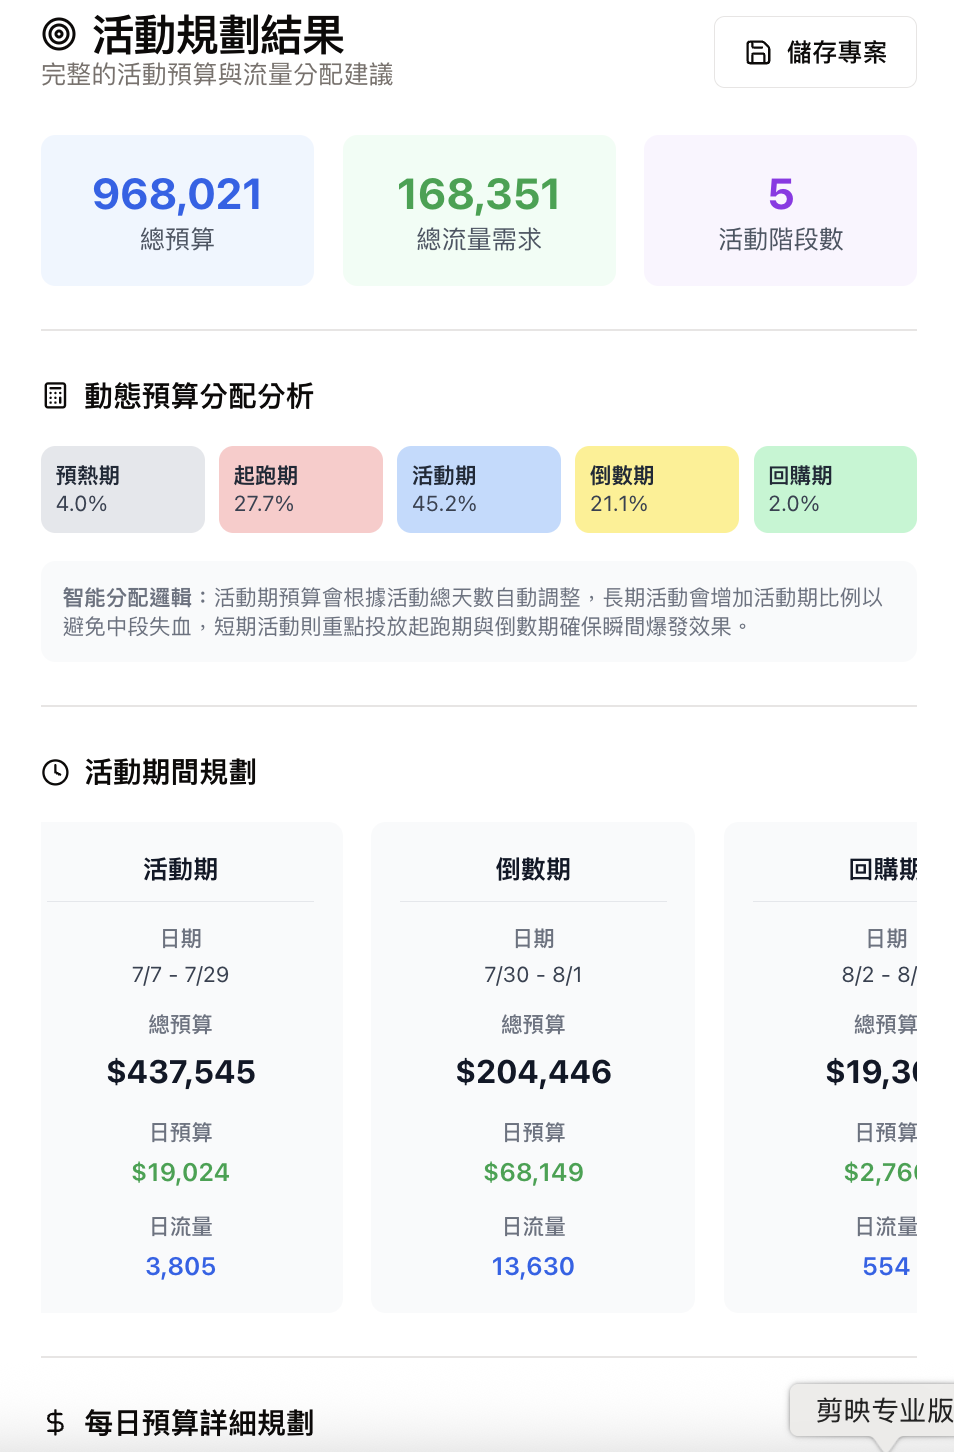 活動規劃結果
完整的活動預算與流量分配建議
儲存專案
968,021
總預算
168,351
總流量需求
5
活動階段數
動態預算分配分析
預熱期
4.0%
起跑期
27.7%
活動期
45.2%
倒數期
21.1%
回購期
2.0%
智能分配邏輯：活動期預算會根據活動總天數自動調整，長期活動會增加活動期比例以
避免中段失血，短期活動則重點投放起跑期與倒數期確保瞬間爆發效果。
活動期間規劃
活動期
日期
7/7 - 7/29
總預算
$437,545
日預算
$19,024
日流量
3,805
倒數期
日期
7/30 - 8/1
總預算
$204,446
日預算
$68,149
日流量
13,630
回購期
日期
8/2 - 8/
總預算
$19,3
日預算
$2,76
日流量
554
每日預算詳細規劃
剪映专业版